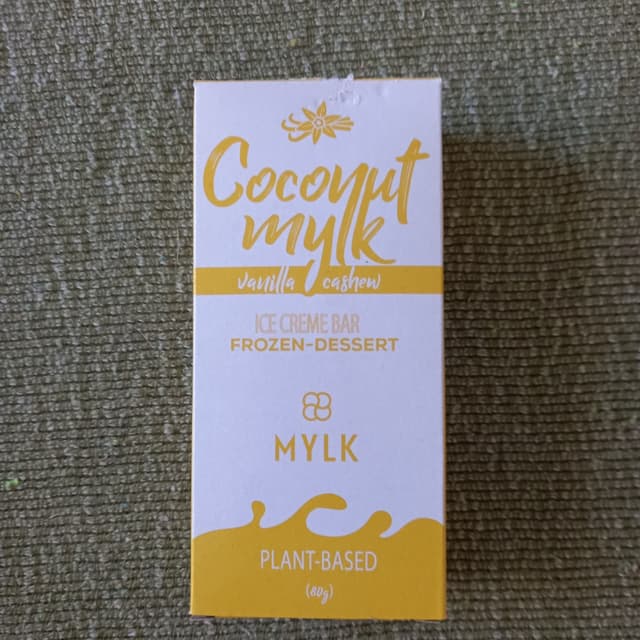 Coconut
mylk
vanilla cashew
ICE CREME BAR
FROZEN-DESSERT
MYLK
PLANT-BASED
(80g)